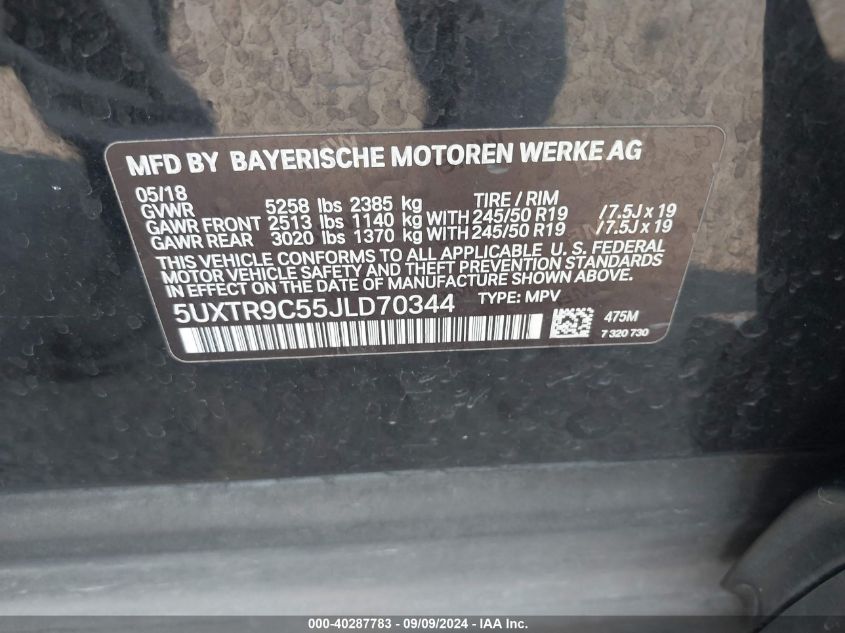 MFD BY BAYERISCHE MOTOREN WERKE AG
05/18 TIRE / RIM
GVWR 5258 lbs 2385 kg
GAWR FRONT 2513 lbs 1140 kg WITH 245/50 R19 / 7.5J x 19
GAWR REAR 3020 lbs 1370 kg WITH 245/50 R19 / 7.5J x 19
THIS VEHICLE CONFORMS TO ALL APPLICABLE U. S. FEDERAL
MOTOR VEHICLE SAFETY AND THEFT PREVENTION STANDARDS
IN EFFECT ON THE DATE OF MANUFACTURE SHOWN ABOVE.
5UXTR9C55JLD70344 TYPE: MPV
475M
7 320 730
000-40287783 - 09/09/2024 - IAAI.com